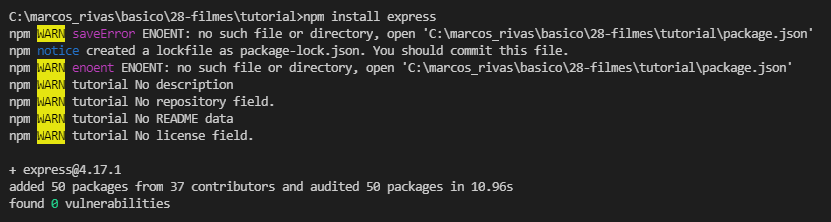 C:\marcos_rivas\basico\28-filmes\tutorial>npm install express
npm WARN saveError ENOENT: no such file or directory, open 'C:\marcos_rivas\basico\28-filmes\tutorial\package.json'
npm notice created a lockfile as package-lock.json. You should commit this file.
npm WARN enoent ENOENT: no such file or directory, open 'C:\marcos_rivas\basico\28-filmes\tutorial\package.json'
npm WARN tutorial No description
npm WARN tutorial No repository field.
npm WARN tutorial No README data
npm WARN tutorial No license field.
+ express@4.17.1
added 50 packages from 37 contributors and audited 50 packages in 10.96s
found 0 vulnerabilities